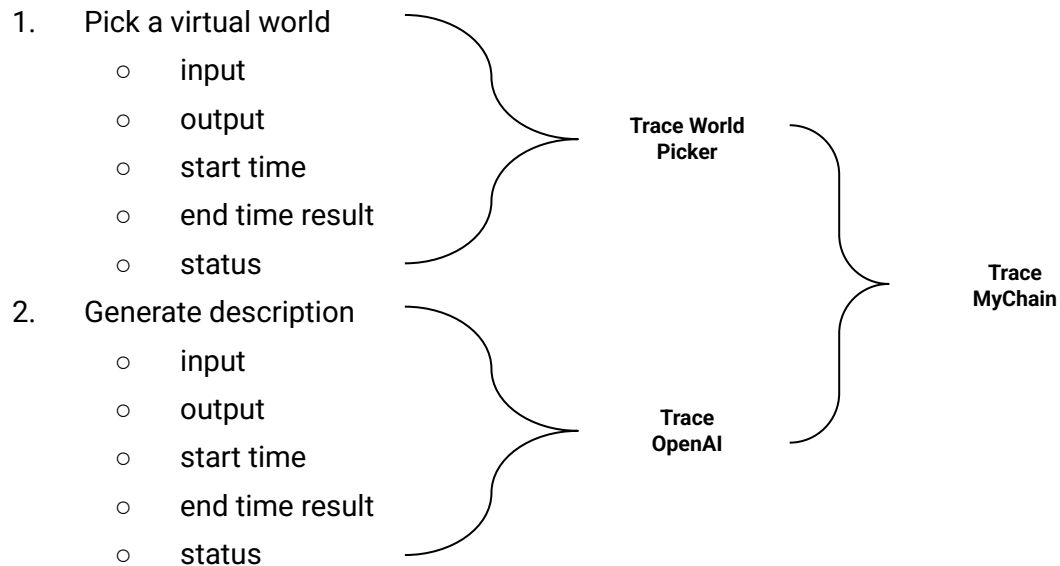 1. Pick a virtual world
○ input
○ output
○ start time
○ end time result
○ status
2. Generate description
○ input
○ output
○ start time
○ end time result
○ status
Trace World
Picker
Trace
OpenAI
Trace
MyChain